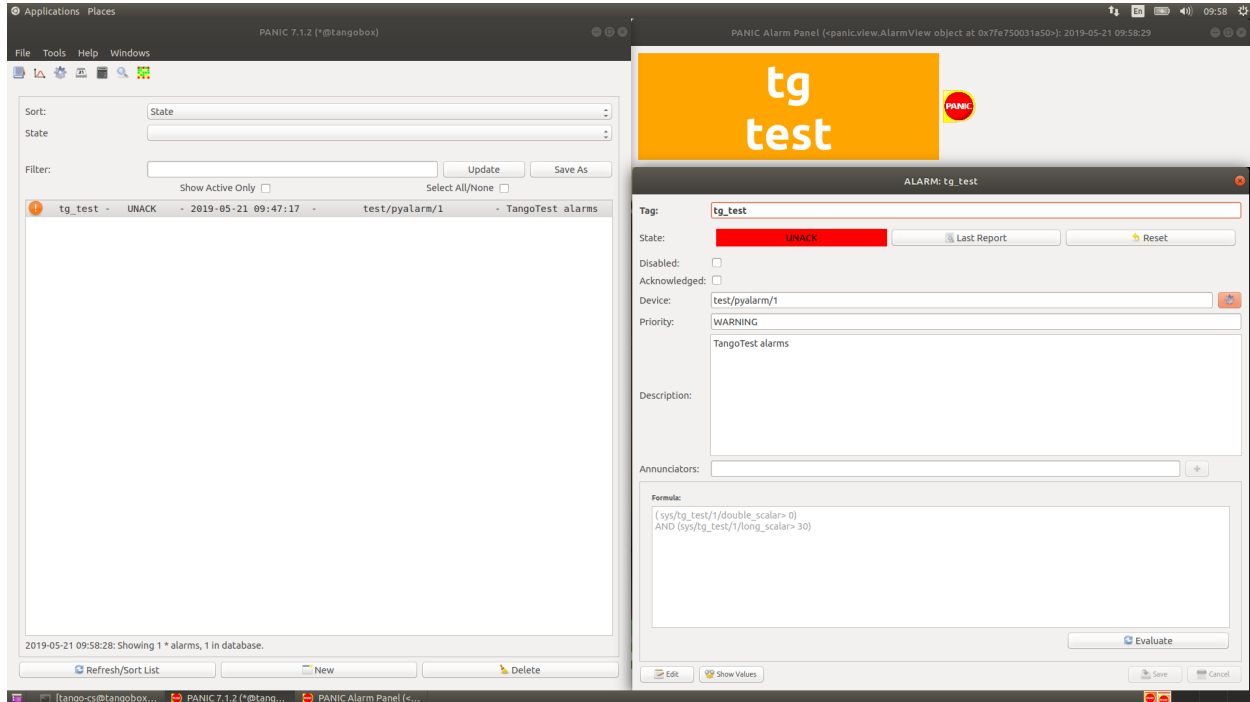 Applications Places
En 09:58
PANIC 7.1.2 (*@tangobox)
File Tools Help Windows
Sort: State
State
Filter: Update Save As
Show Active Only Select All/None
tg_test - UNACK - 2019-05-21 09:47:17 - test/pyalarm/1 - TangoTest alarms
2019-05-21 09:58:28: Showing 1 * alarms, 1 in database.
Refresh/Sort List New Delete
PANIC Alarm Panel (<panic.view.AlarmView object at 0x7fe750031a50>): 2019-05-21 09:58:29
tg
test
PANIC
ALARM: tg_test
Tag: tg_test
State: UNACK Last Report Reset
Disabled:
Acknowledged:
Device: test/pyalarm/1
Priority: WARNING
TangoTest alarms
Description:
Annunciators: +
Formula:
( sys/tg_test/1/double_scalar> 0)
AND (sys/tg_test/1/long_scalar> 30)
Evaluate
Edit Show Values Save Cancel
[tango-cs@tangobox... PANIC 7.1.2 (*@tang... PANIC Alarm Panel (<...